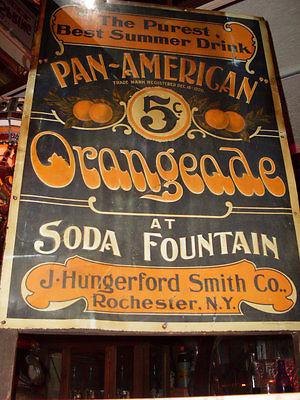 The Purest
Best Summer Drink
"PAN-AMERICAN"
5¢
Orangeade
AT
SODA FOUNTAIN
J. Hungerford Smith Co.,
Rochester, N.Y.